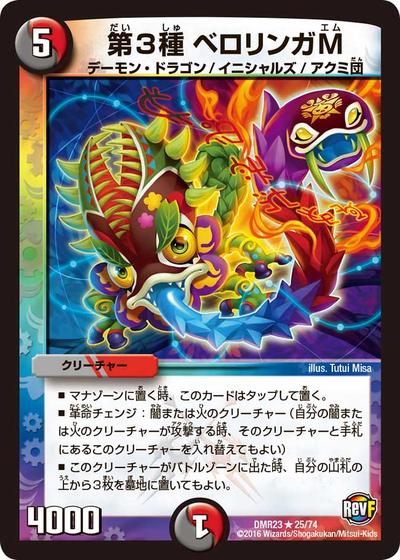 5
だい しゅ エム
第3種 ベロリンガM
デーモン・ドラゴン / イニシャルズ / アクミ団
だん
illus. Tutui Misa
クリーチャー
■ マナゾーンに置く時、このカードはタップして置く。
■ 革命チェンジ:闇または火のクリーチャー(自分の闇または火のクリーチャーが攻撃する時、そのクリーチャーと手札にあるこのクリーチャーを入れ替えてもよい)
■ このクリーチャーがバトルゾーンに出た時、自分の山札の上から3枚を墓地に置いてもよい。
4000
1
RevF
DMR23★25/74
©2016 Wizards/Shogakukan/Mitsui-Kids